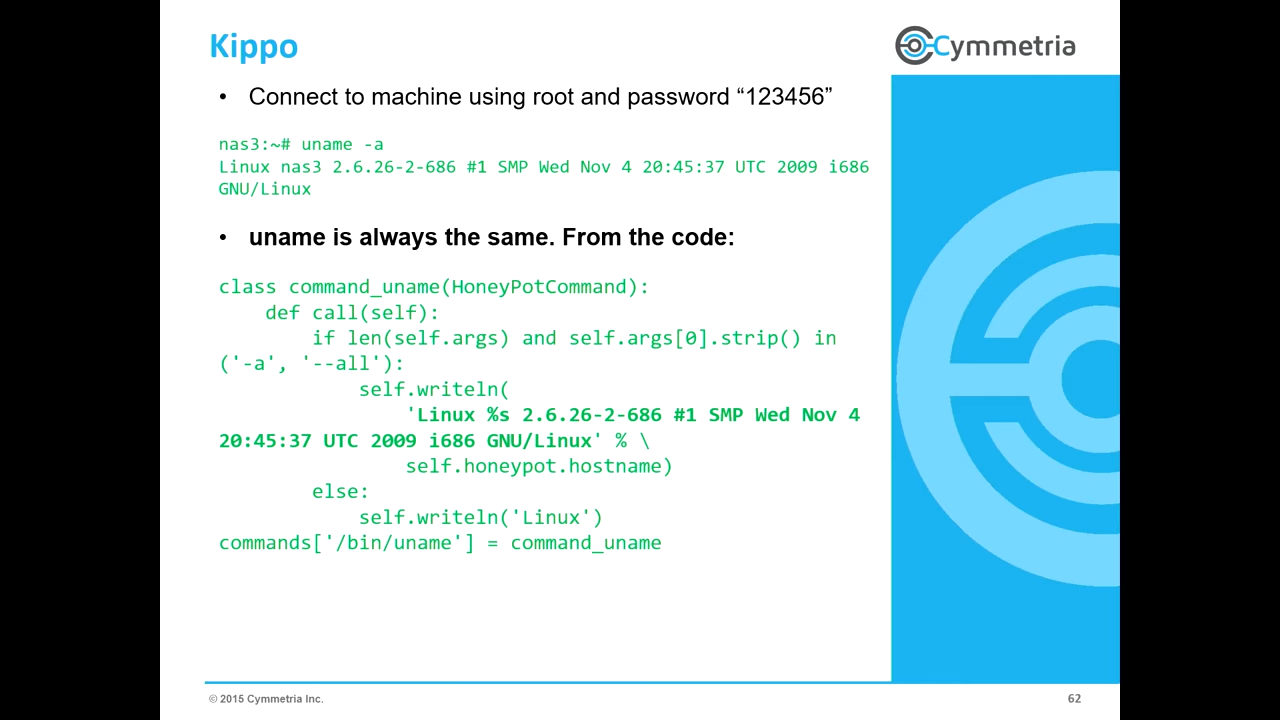 Kippo
Cymmetria
• Connect to machine using root and password “123456”
nas3:~# uname -a
Linux nas3 2.6.26-2-686 #1 SMP Wed Nov 4 20:45:37 UTC 2009 i686
GNU/Linux
• uname is always the same. From the code:
class command_uname(HoneyPotCommand):
    def call(self):
        if len(self.args) and self.args[0].strip() in
('-a', '--all'):
            self.writeln(
                'Linux %s 2.6.26-2-686 #1 SMP Wed Nov 4
20:45:37 UTC 2009 i686 GNU/Linux' % \
                self.honeypot.hostname)
        else:
            self.writeln('Linux')
commands['/bin/uname'] = command_uname
© 2015 Cymmetria Inc.
62